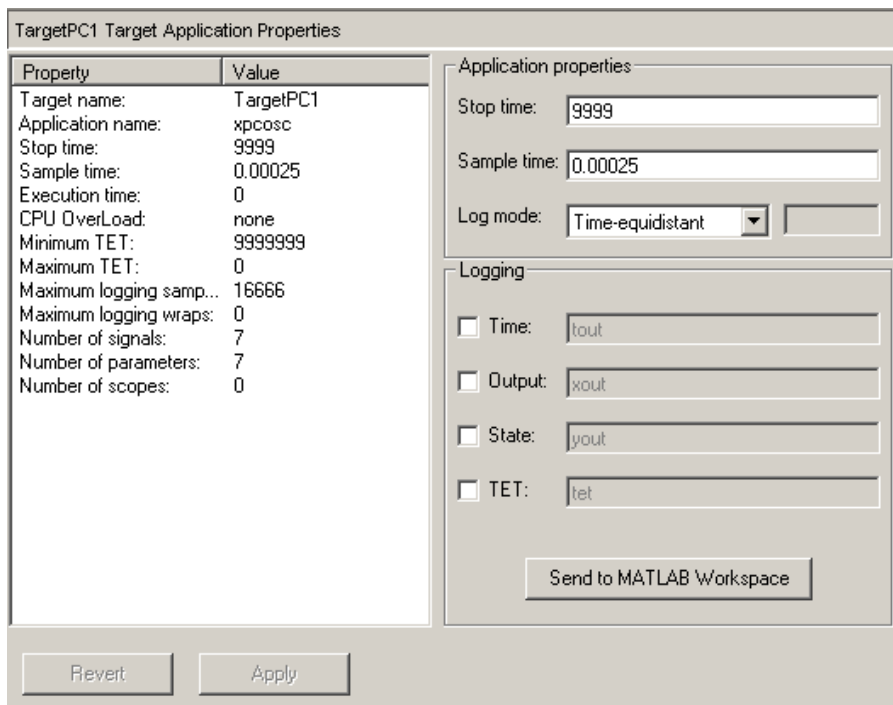 TargetPC1 Target Application Properties
Property Value
Target name: TargetPC1
Application name: xpcosc
Stop time: 9999
Sample time: 0.00025
Execution time: 0
CPU OverLoad: none
Minimum TET: 9999999
Maximum TET: 0
Maximum logging samp... 16666
Maximum logging wraps: 0
Number of signals: 7
Number of parameters: 7
Number of scopes: 0
Application properties
Stop time: 9999
Sample time: 0.00025
Log mode: Time-equidistant
Logging
Time: tout
Output: xout
State: yout
TET: tet
Send to MATLAB Workspace
Revert Apply